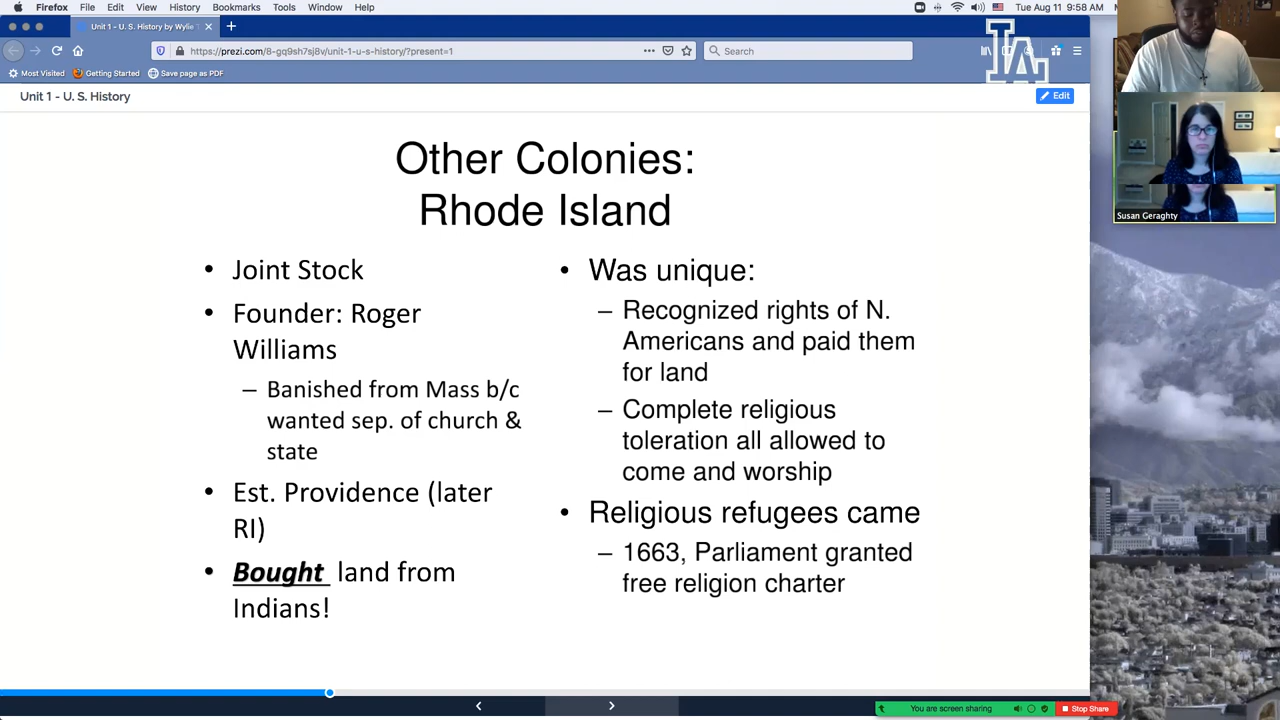 Firefox File Edit View History Bookmarks Tools Window Help
Tue Aug 11 9:58 AM
Unit 1 - U. S. History by Wylie
https://prezi.com/8-gq9sh7sj8v/unit-1-u-s-history/?present=1
Search
LA
Most Visited Getting Started Save page as PDF
Unit 1 - U. S. History
Edit
Other Colonies:
Rhode Island
• Joint Stock
• Founder: Roger
Williams
– Banished from Mass b/c
wanted sep. of church &
state
• Est. Providence (later
RI)
• Bought land from
Indians!
• Was unique:
– Recognized rights of N.
Americans and paid them
for land
– Complete religious
toleration all allowed to
come and worship
• Religious refugees came
– 1663, Parliament granted
free religion charter
Susan Geraghty
You are screen sharing
Stop Share